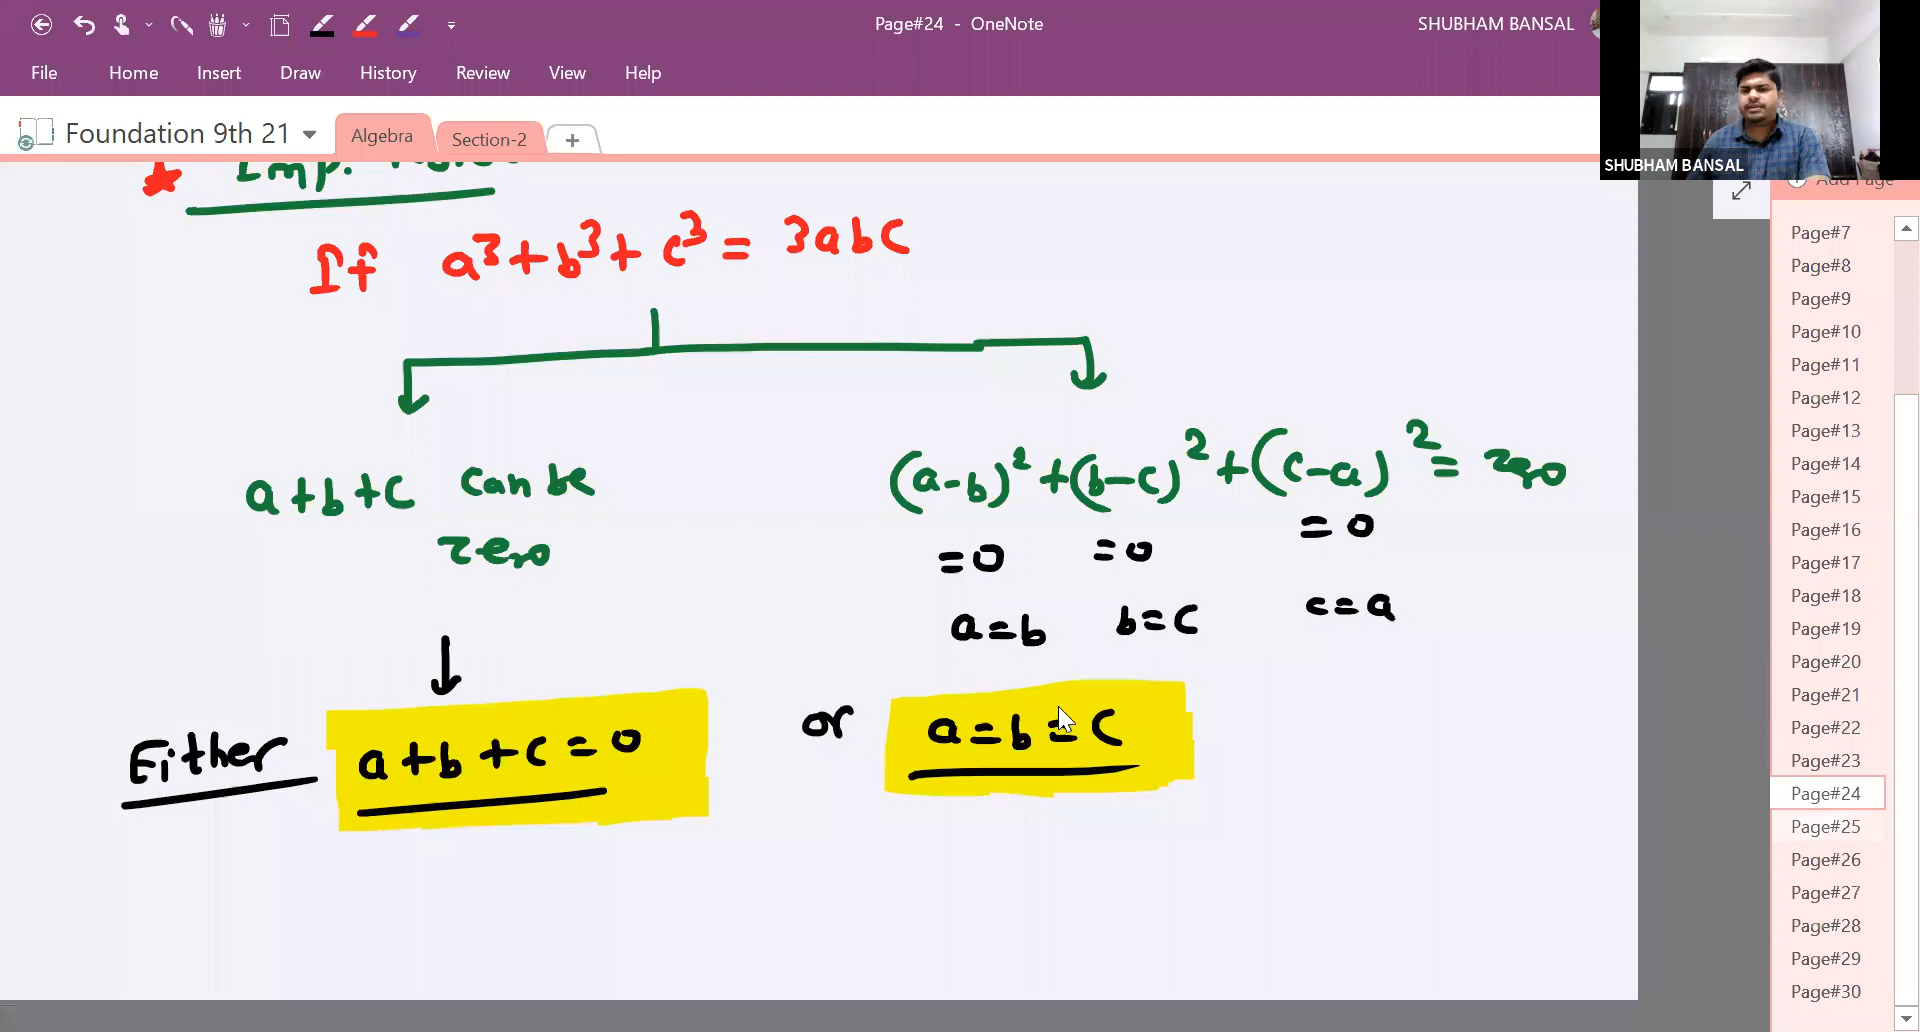 Page#24 - OneNote
SHUBHAM BANSAL
File Home Insert Draw History Review View Help
SHUBHAM BANSAL
Foundation 9th 21
Algebra
Section-2
Add Page
Imp.
If a³+b³+c³ = 3abc
a+b+c can be
zero
(a-b)²+(b-c)²+(c-a)² = zero
=0 =0 =0
a=b b=c c=a
Either a+b+c=0 or a=b=c
Page#7
Page#8
Page#9
Page#10
Page#11
Page#12
Page#13
Page#14
Page#15
Page#16
Page#17
Page#18
Page#19
Page#20
Page#21
Page#22
Page#23
Page#24
Page#25
Page#26
Page#27
Page#28
Page#29
Page#30